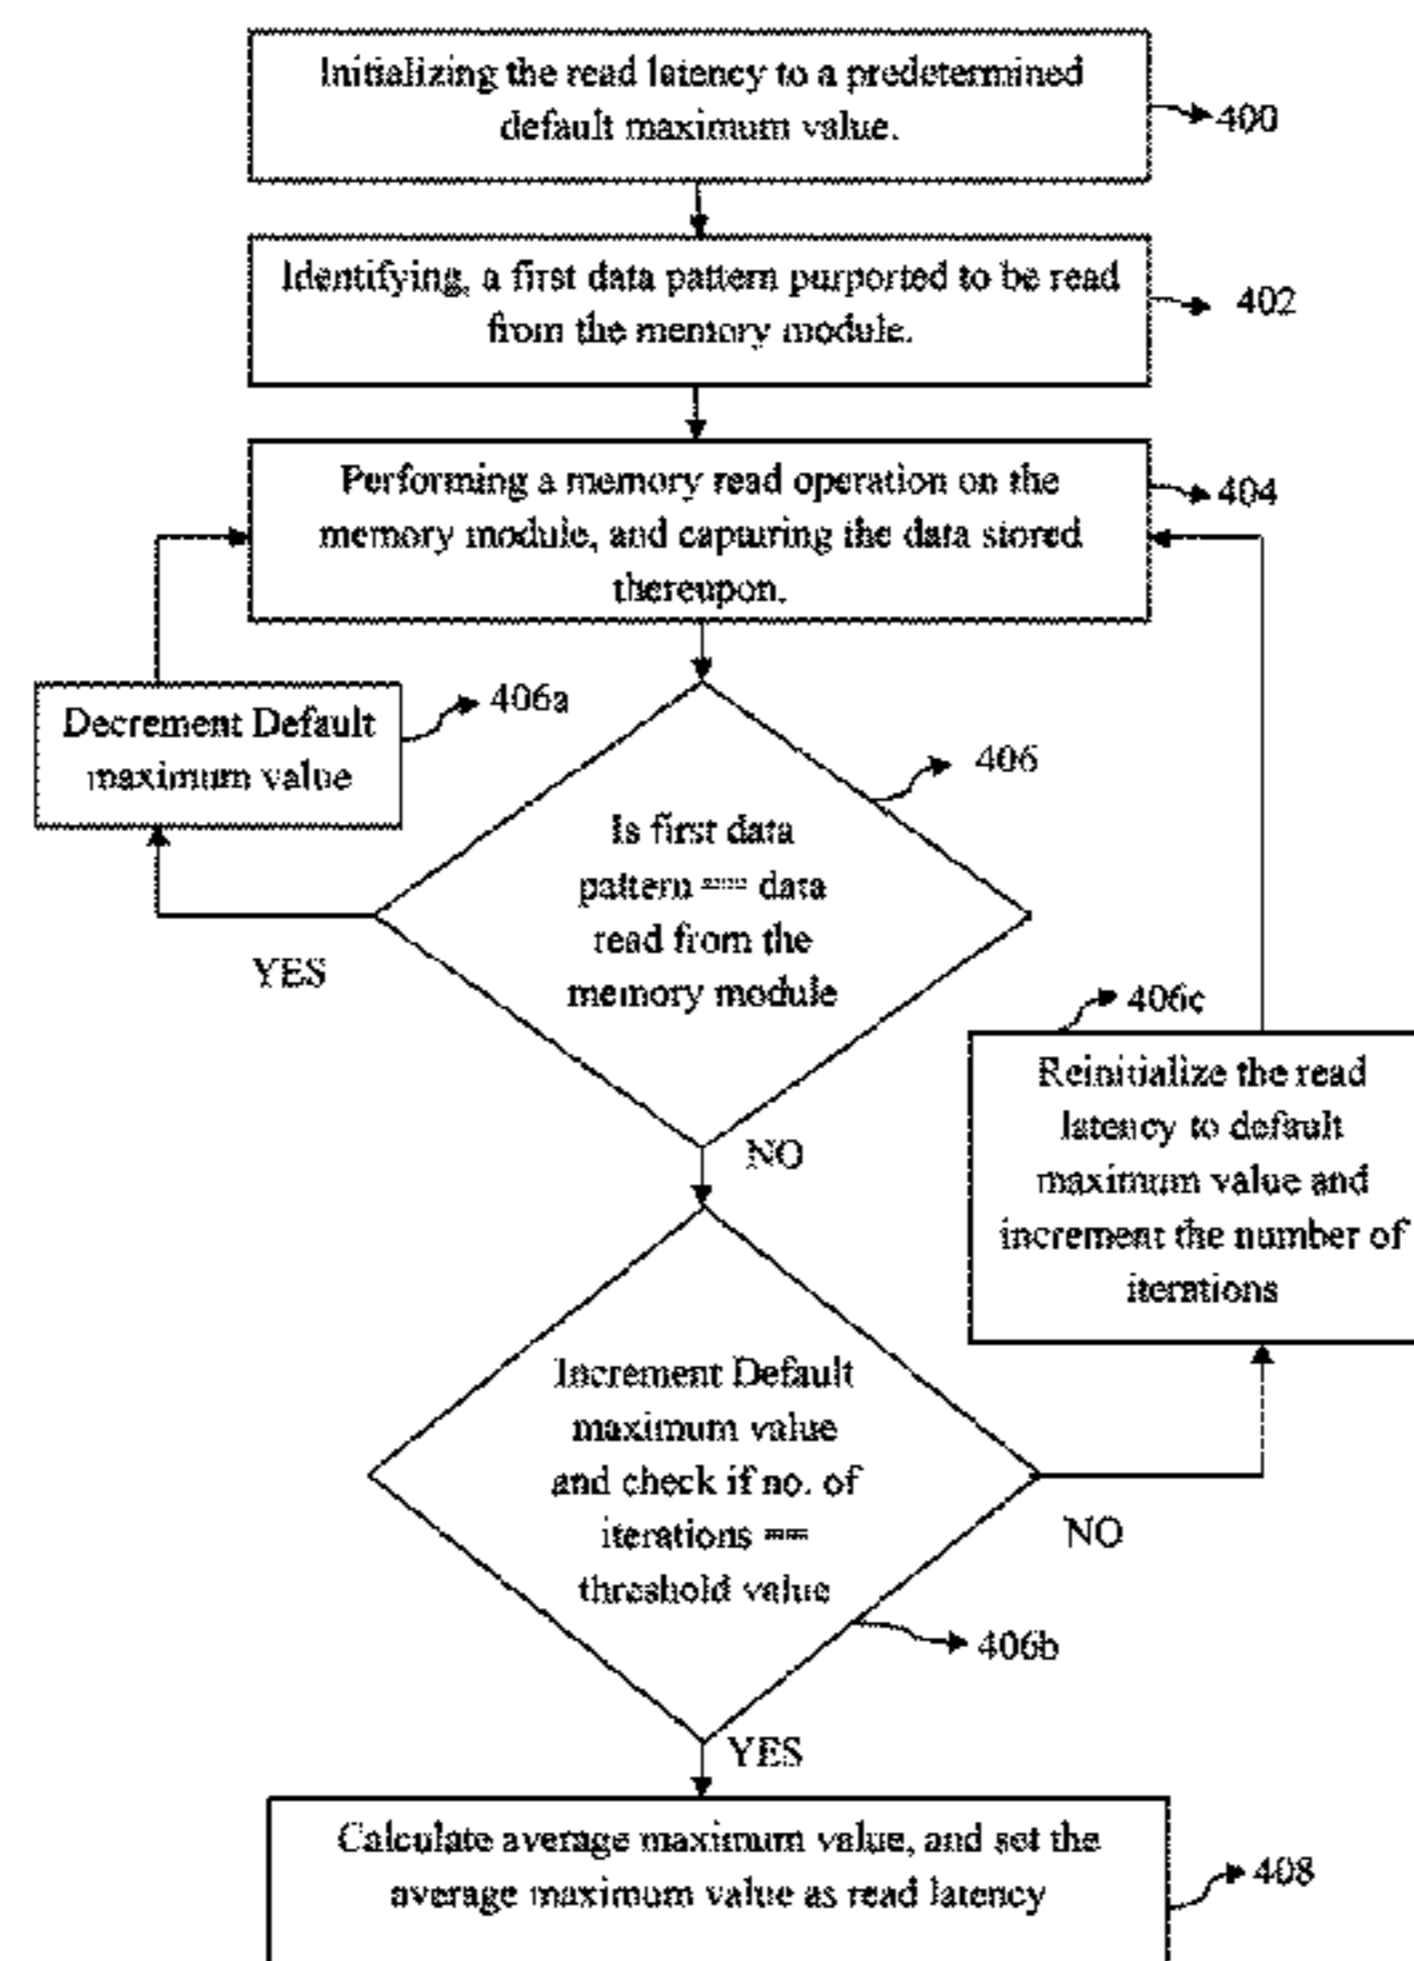 Initializing the read latency to a predetermined
default maximum value.
400
Identifying, a first data pattern purported to be read
from the memory module.
402
Performing a memory read operation on the
memory module, and capturing the data stored
thereupon.
404
Decrement Default
maximum value
406a
406
Is first data
pattern == data
read from the
memory module
YES
NO
406c
Reinitialize the read
latency to default
maximum value and
increment the number of
iterations
Increment Default
maximum value
and check if no. of
iterations ==
threshold value
NO
406b
YES
Calculate average maximum value, and set the
average maximum value as read latency
408